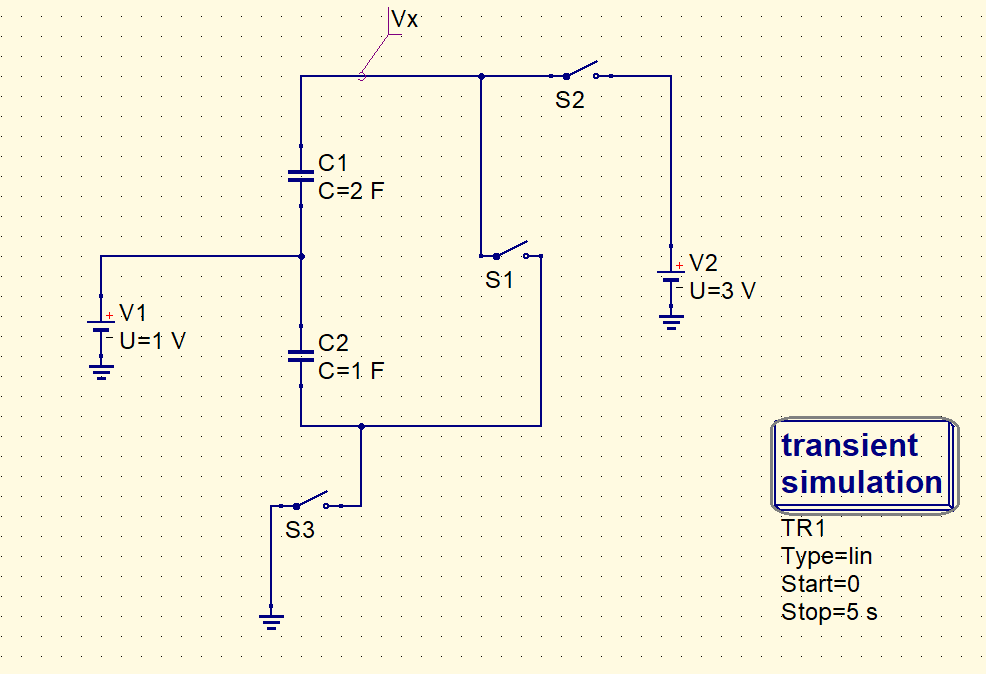 Vx
S2
C1
C=2 F
S1
V2
U=3 V
V1
U=1 V
C2
C=1 F
S3
transient
simulation
TR1
Type=lin
Start=0
Stop=5 s